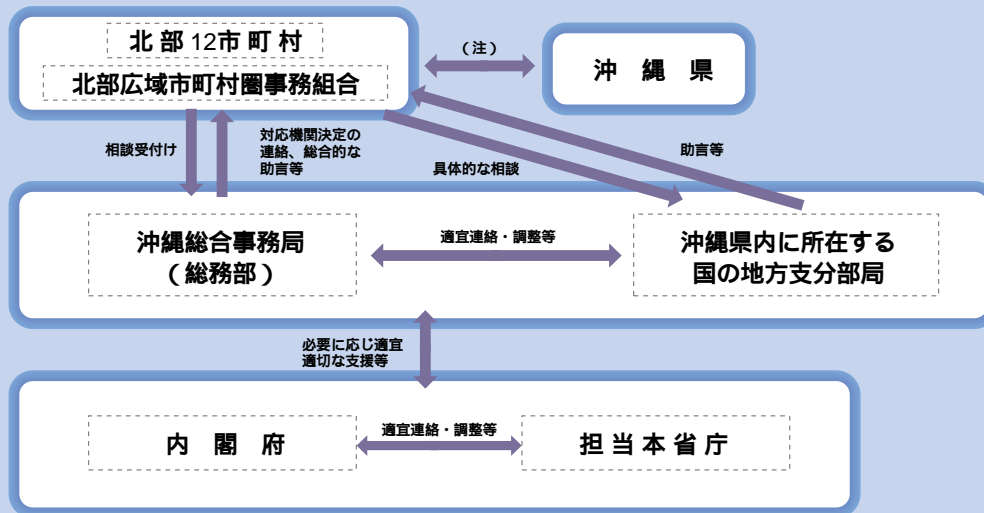 北部12市町村
北部広域市町村圏事務組合
(注)
沖縄県
相談受付け
対応機関決定の
連絡、総合的な
助言等
具体的な相談
助言等
沖縄総合事務局
(総務部)
適宜連絡・調整等
沖縄県内に所在する
国の地方支分部局
必要に応じ適宜
適切な支援等
内閣府
適宜連絡・調整等
担当本省庁